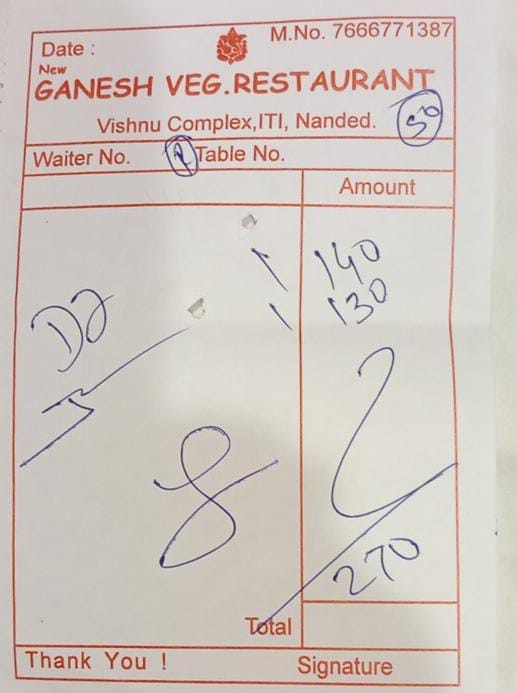 Date :
M.No. 7666771387
New
GANESH VEG.RESTAURANT
Vishnu Complex,ITI, Nanded.
Waiter No. Table No.
Amount
1 140
1 130
270
Total
Thank You !
Signature